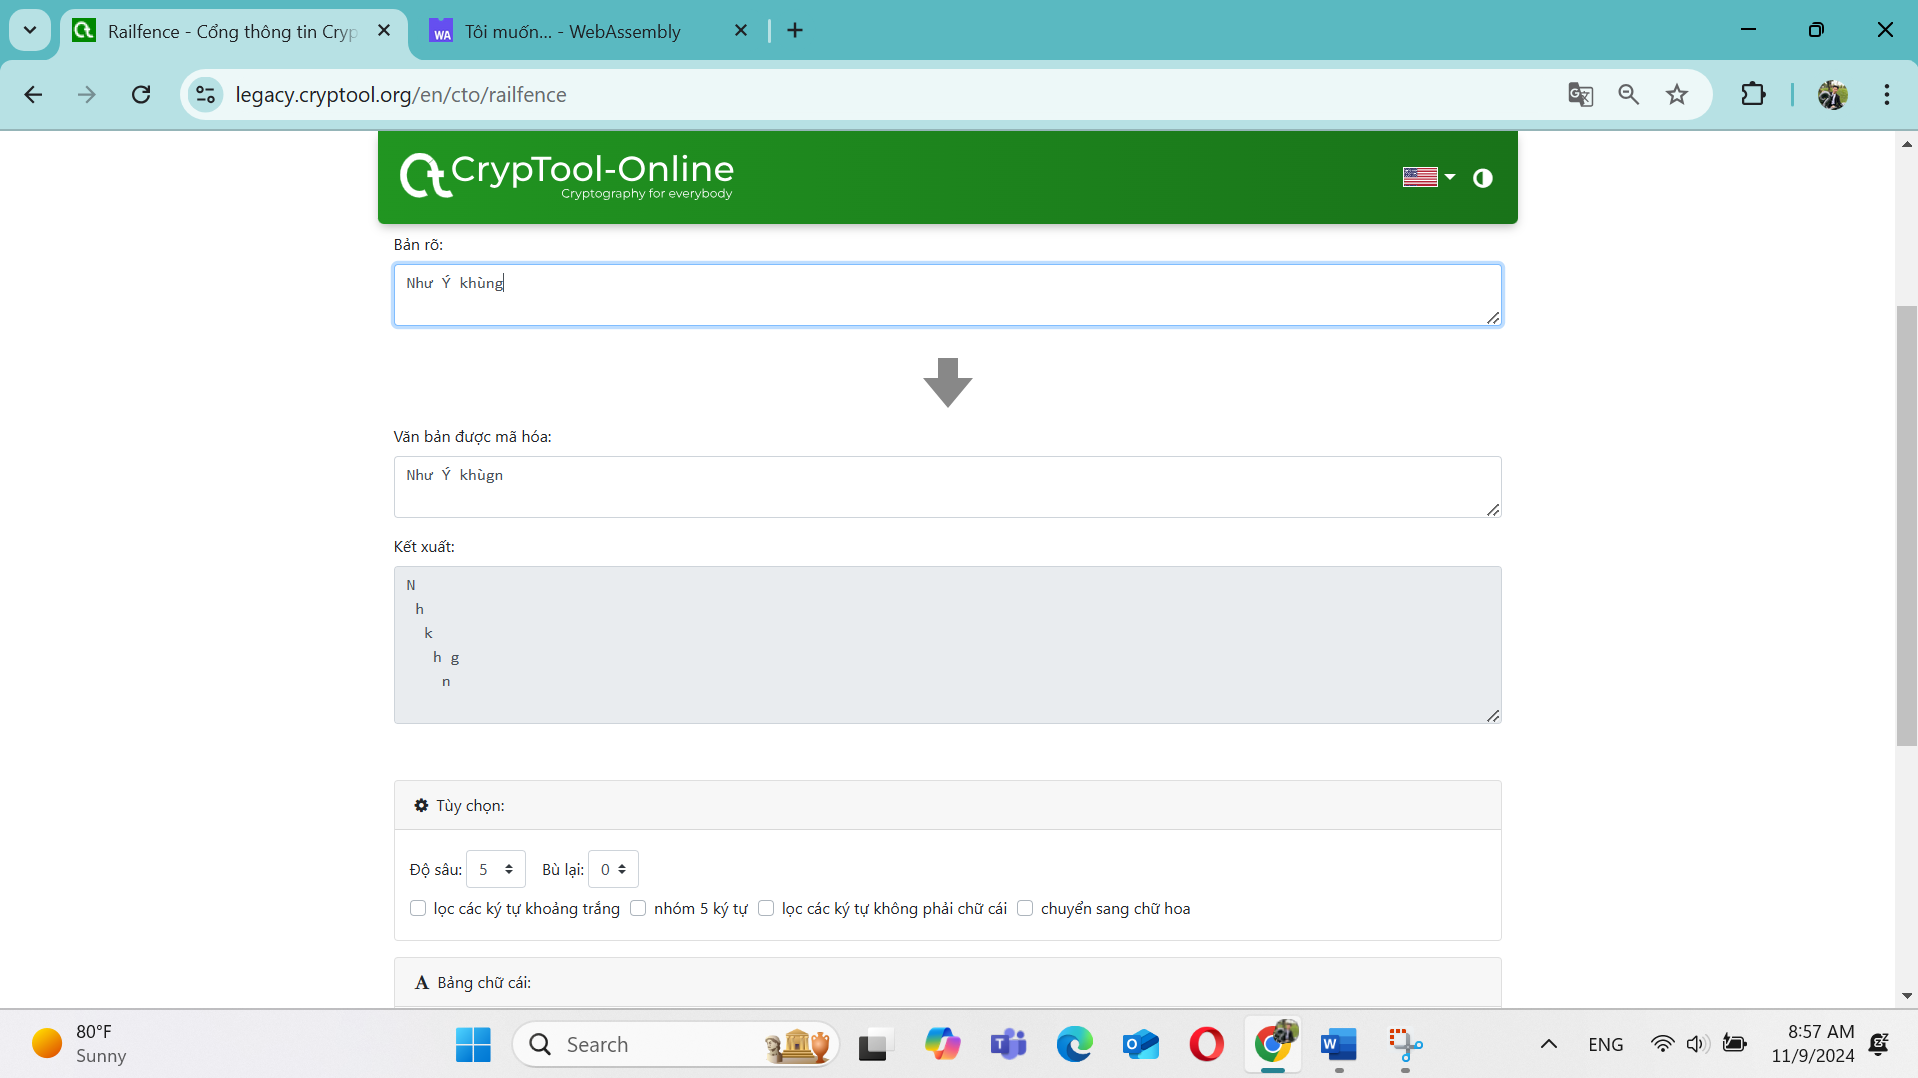 Railfence - Cổng thông tin Cryp
WA
Tôi muốn... - WebAssembly
legacy.cryptool.org/en/cto/railfence
CrypTool-Online
Cryptography for everybody
Bản rõ:
Như Ý khùng
Văn bản được mã hóa:
Như Ý khùgn
Kết xuất:
N
h
k
h g
n
Tùy chọn:
Độ sâu: 5 Bù lại: 0
lọc các ký tự khoảng trắng nhóm 5 ký tự lọc các ký tự không phải chữ cái chuyển sang chữ hoa
A Bảng chữ cái:
80°F
Sunny
Search
ENG
8:57 AM
11/9/2024